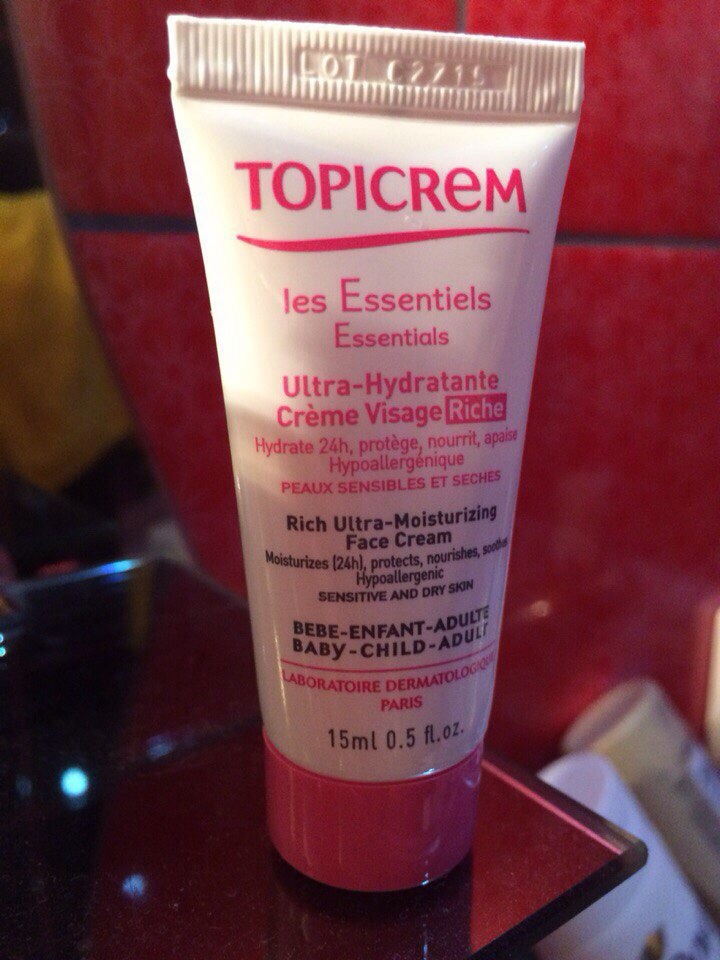 LOT C2215
TOPICREM
les Essentiels
Essentials
Ultra-Hydratante
Crème Visage Riche
Hydrate 24h, protège, nourrit, apaise
Hypoallergénique
PEAUX SENSIBLES ET SECHES
Rich Ultra-Moisturizing
Face Cream
Moisturizes (24h), protects, nourishes, soothes
Hypoallergenic
SENSITIVE AND DRY SKIN
BEBE-ENFANT-ADULTE
BABY-CHILD-ADULT
LABORATOIRE DERMATOLOGIQUE
PARIS
15ml 0.5 fl.oz.